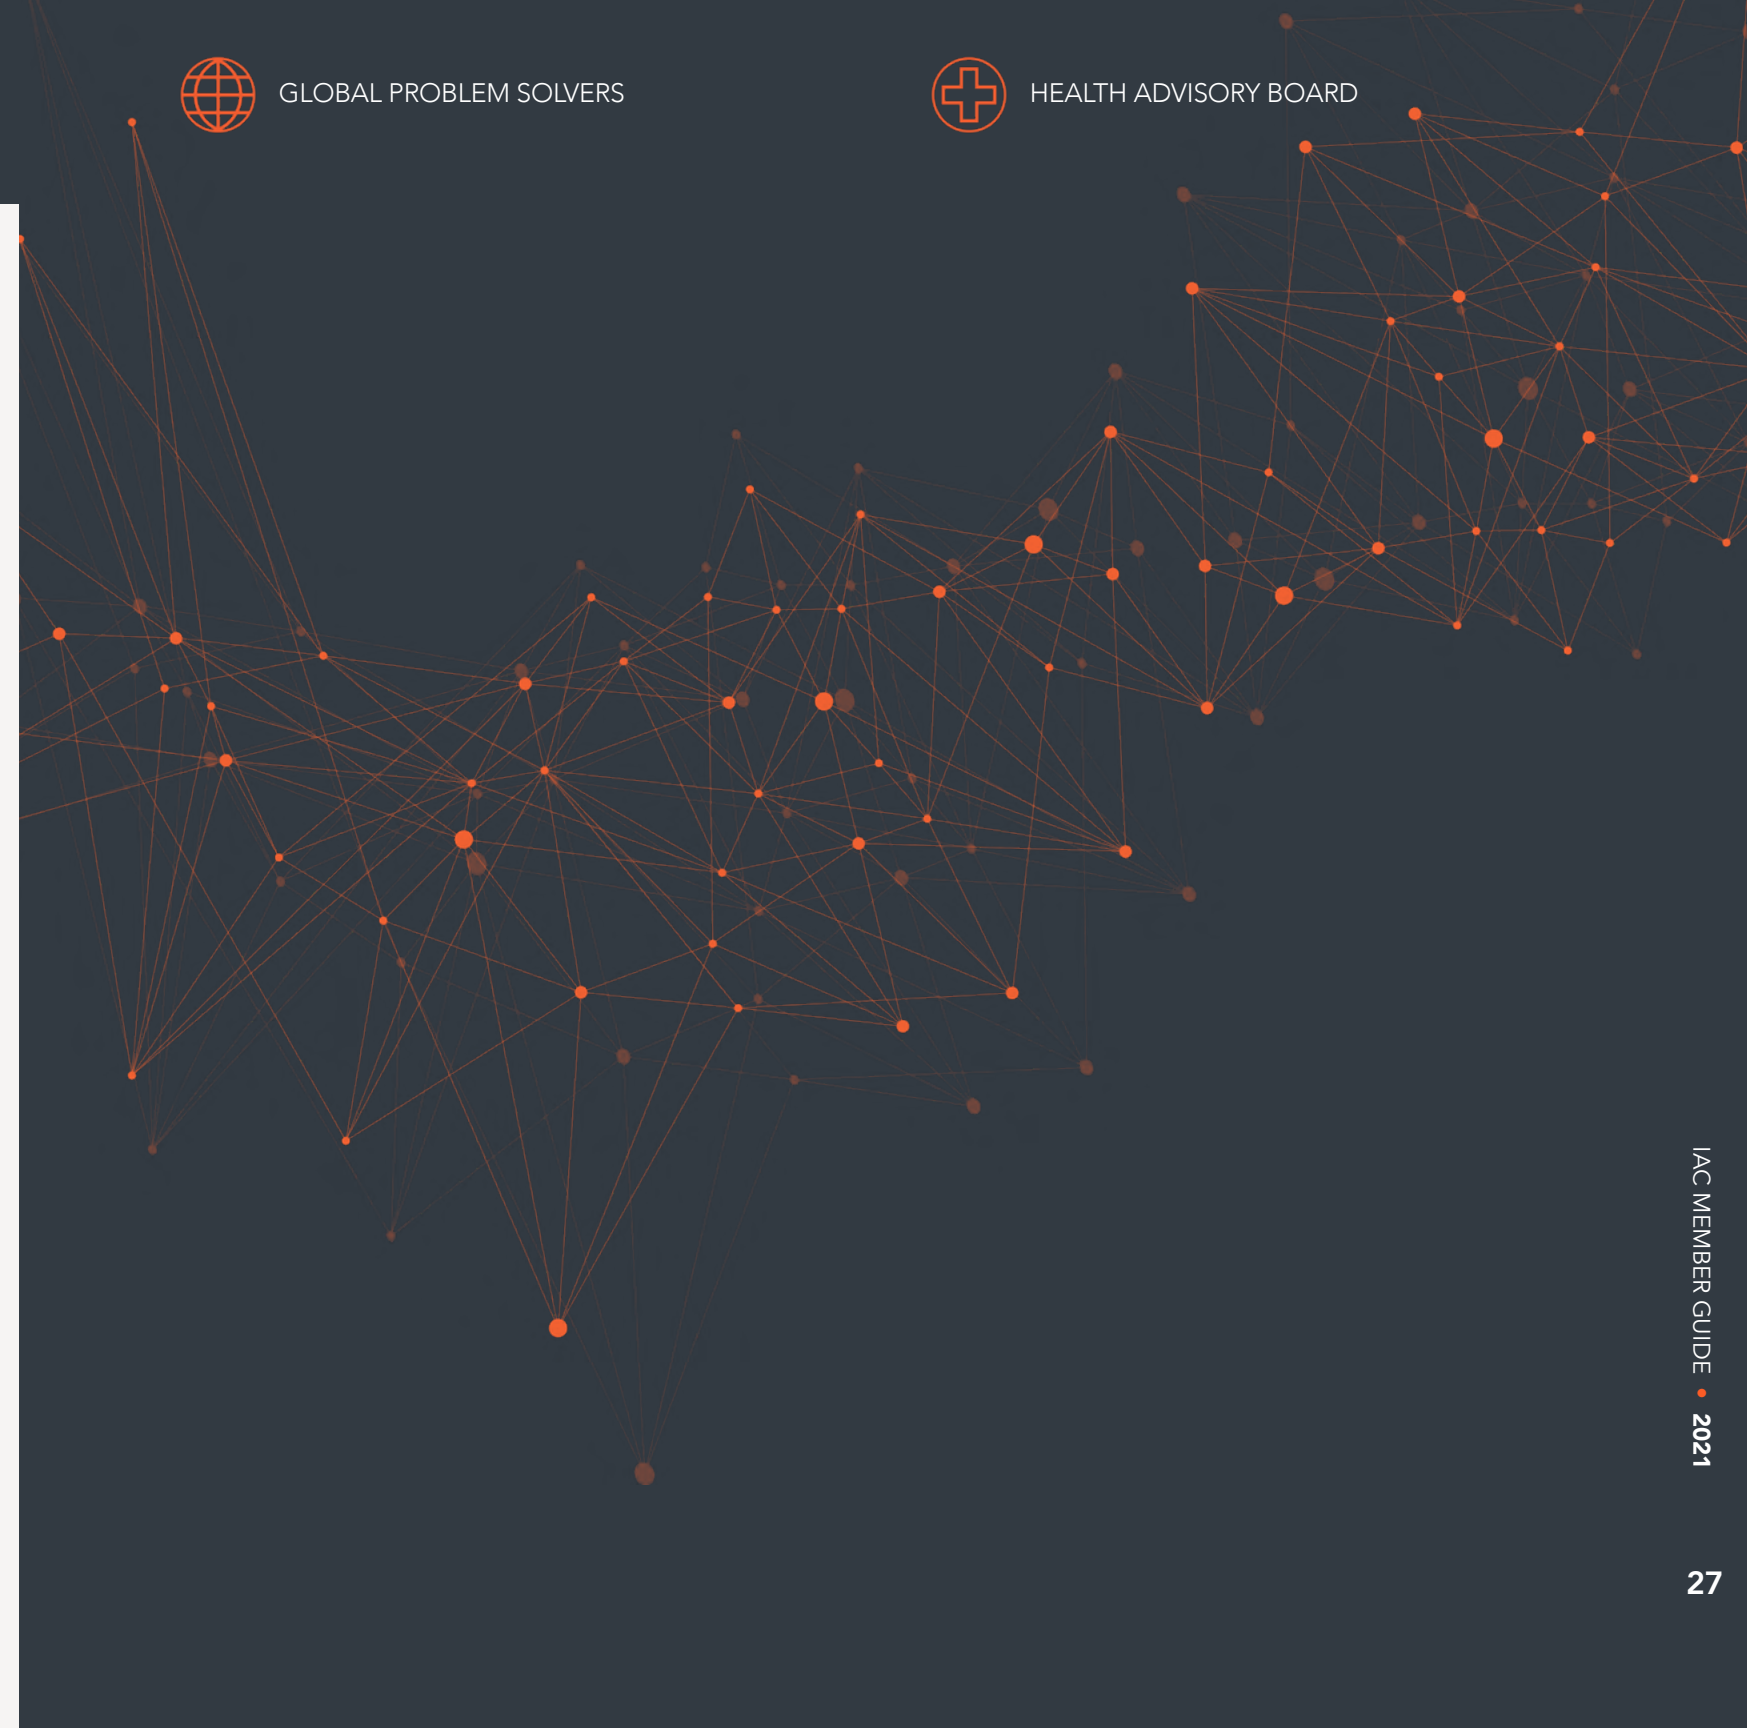 GLOBAL PROBLEM SOLVERS
HEALTH ADVISORY BOARD
IAC MEMBER GUIDE • 2021
27